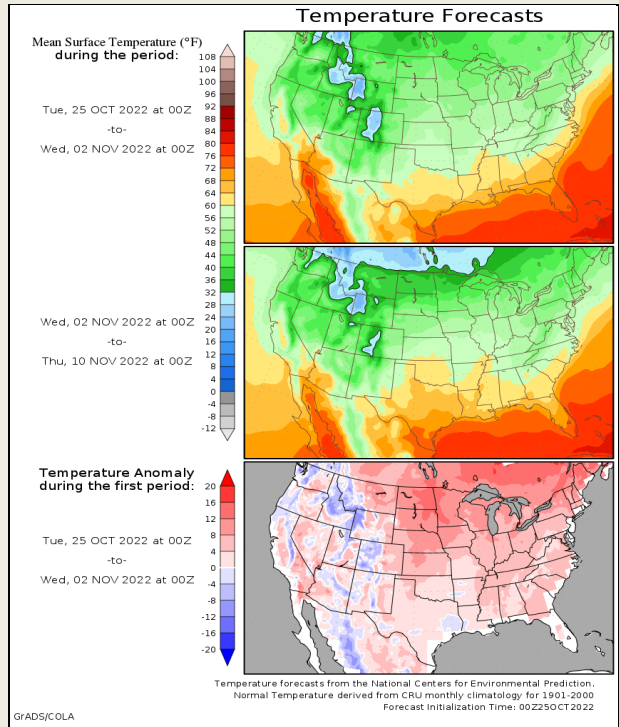 Temperature Forecasts
Mean Surface Temperature (°F)
during the period:
Tue, 25 OCT 2022 at 00Z
-to-
Wed, 02 NOV 2022 at 00Z
108
104
100
96
92
88
84
80
76
72
68
64
60
56
52
48
44
40
36
32
28
24
20
16
12
8
4
0
-4
-8
-12
Wed, 02 NOV 2022 at 00Z
-to-
Thu, 10 NOV 2022 at 00Z
Temperature Anomaly
during the first period:
Tue, 25 OCT 2022 at 00Z
-to-
Wed, 02 NOV 2022 at 00Z
20
16
12
8
4
0
-4
-8
-12
-16
-20
Temperature forecasts from the National Centers for Environmental Prediction.
Normal Temperature derived from CRU monthly climatology for 1901-2000
Forecast Initialization Time: 00Z25OCT2022
GrADS/COLA